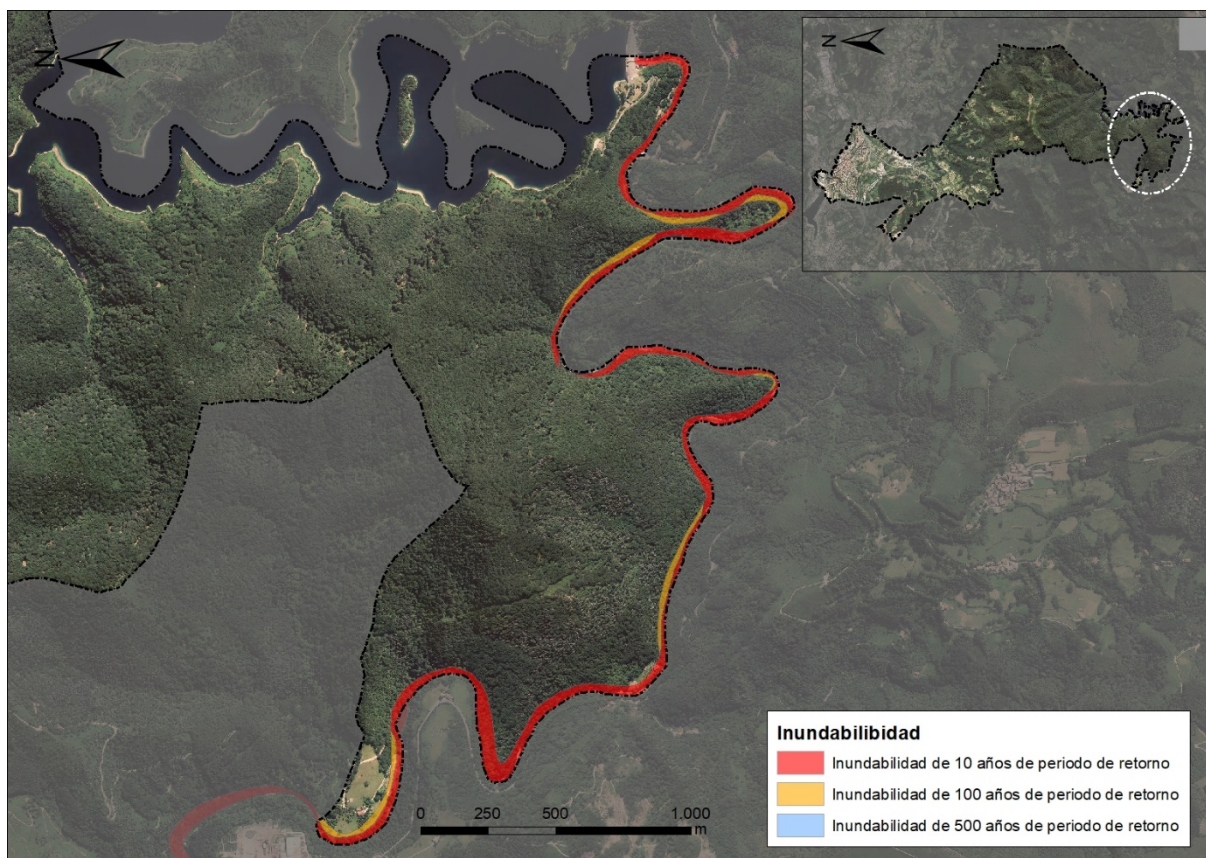 N
N
Inundabilibidad
Inundabilidad de 10 años de periodo de retorno
Inundabilidad de 100 años de periodo de retorno
Inundabilidad de 500 años de periodo de retorno
0 250 500 1.000
m